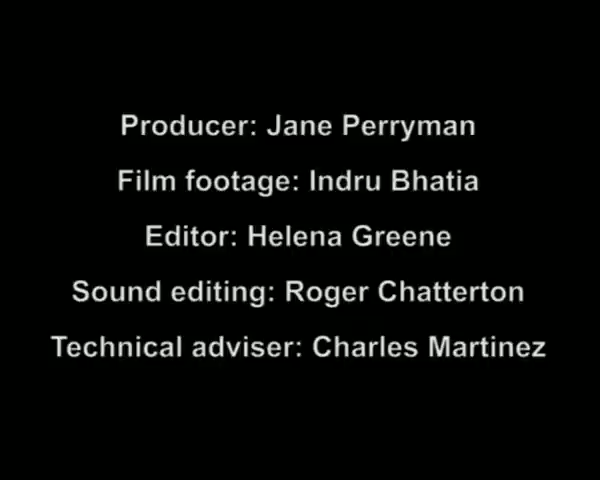 Producer: Jane Perryman
Film footage: Indru Bhatia
Editor: Helena Greene
Sound editing: Roger Chatterton
Technical adviser: Charles Martinez